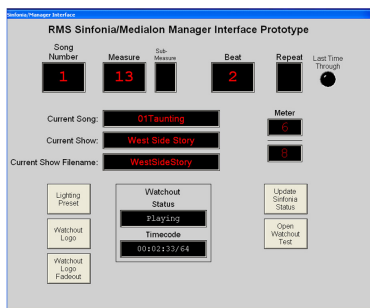 Sinfonia/Manager Interface
RMS Sinfonia/Medialon Manager Interface Prototype
Song
Number
Measure
Sub-
Measure
Beat
Repeat
Last Time
Through
1
13
2
Current Song:
01Taunting
Meter
6
8
Current Show:
West Side Story
Current Show Filename:
WestSideStory
Lighting
Preset
Watchout
Status
Playing
Timecode
00:02:33/64
Update
Sinfonia
Status
Watchout
Logo
Open
Watchout
Test
Watchout
Logo
Fadeout